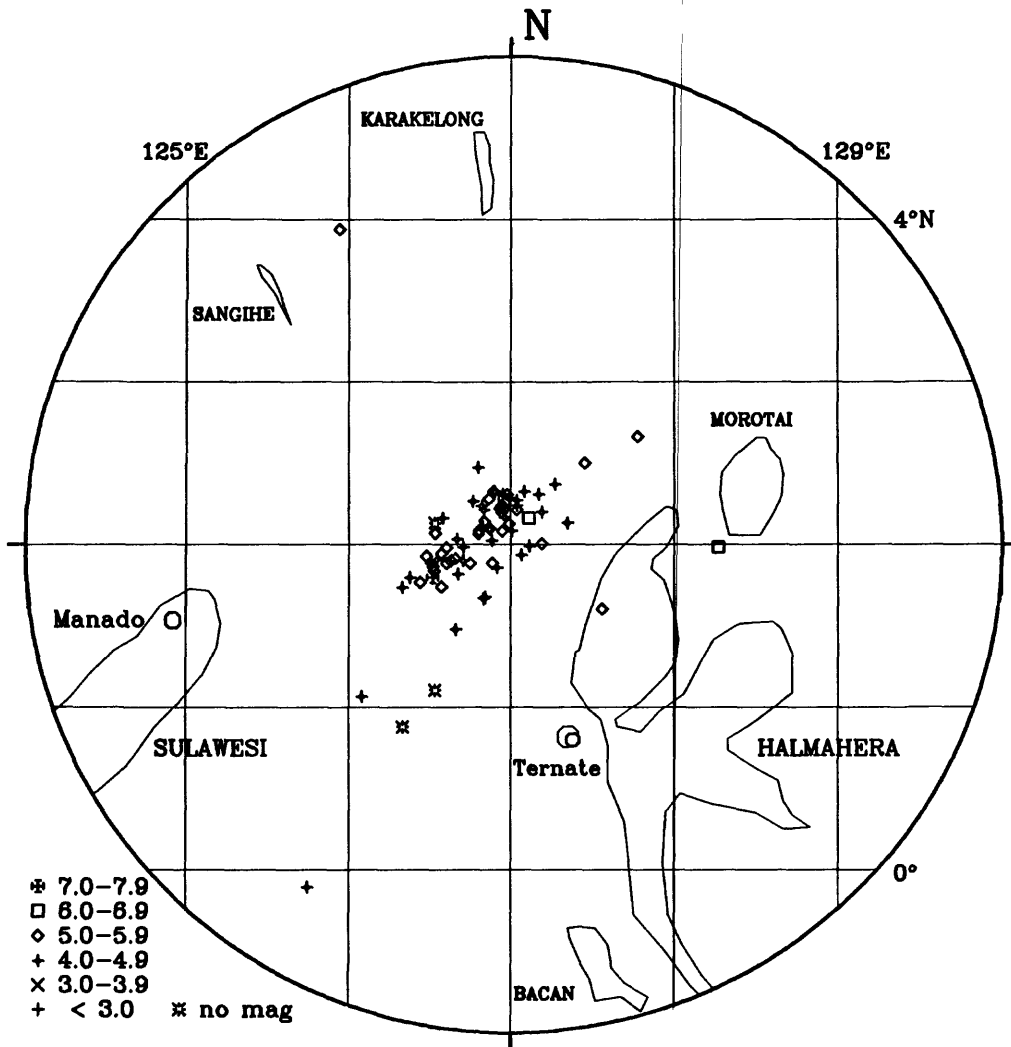 N
KARAKELONG
125°E
129°E
4°N
SANGIHE
MOROTAI
Manado
SULAWESI
HALMAHERA
Ternate
0°
7.0-7.9
6.0-6.9
5.0-5.9
4.0-4.9
3.0-3.9
< 3.0 no mag
BACAN